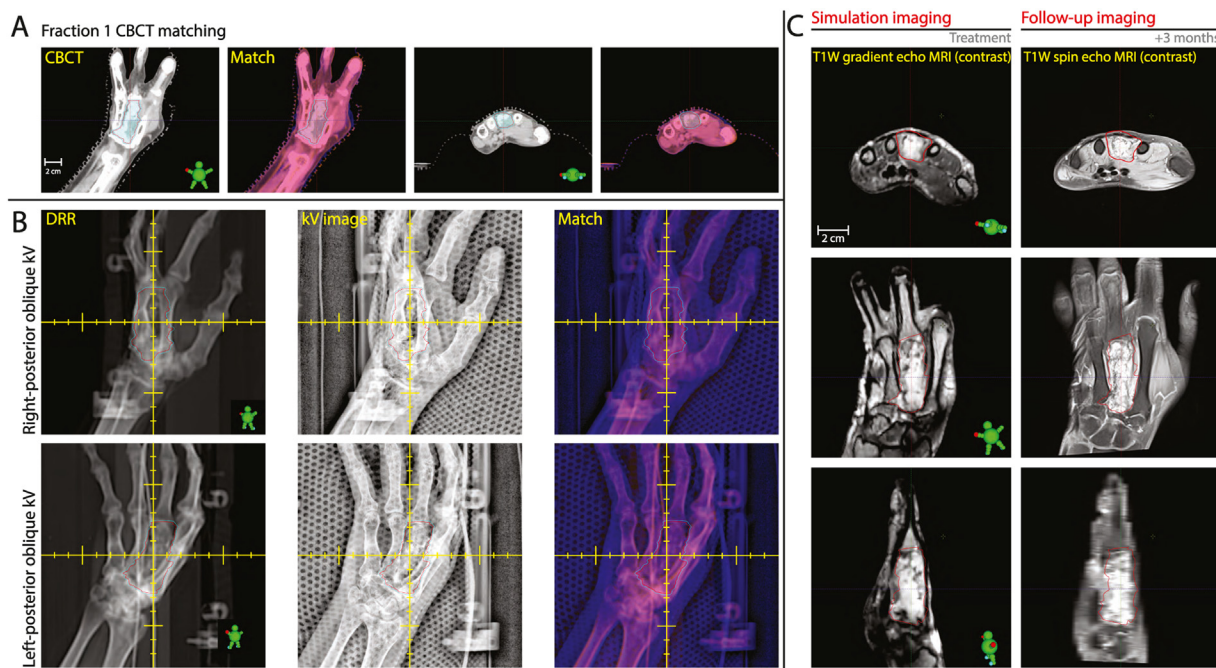 A Fraction 1 CBCT matching
CBCT
Match
2 cm
B
DRR
kV image
Match
Right-posterior oblique kV
Left-posterior oblique kV
C
Simulation imaging
Treatment
T1W gradient echo MRI (contrast)
Follow-up imaging
+3 months
T1W spin echo MRI (contrast)
2 cm